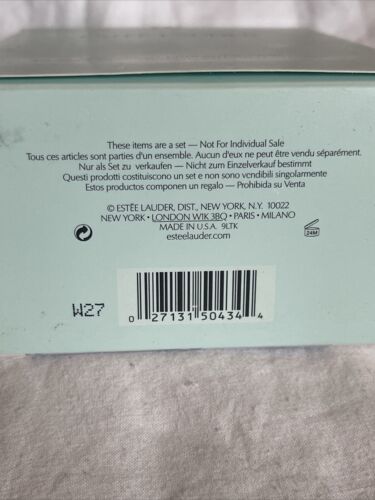 These items are a set — Not For Individual Sale
Tous ces articles sont parties d'un ensemble. Aucun d'eux ne peut être vendu séparément.
Nur als Set zu verkaufen — Nicht zum Einzelverkauf bestimmt
Questi prodotti costituiscono un set e non sono vendibili singolarmente
Estos productos componen un regalo — Prohibida su Venta
© ESTĒE LAUDER, DIST., NEW YORK, N.Y. 10022
NEW YORK • LONDON W1K 3BQ • PARIS • MILANO
MADE IN U.S.A. 9LTK
esteelauder.com
24M
W27
0 27131 50434 4